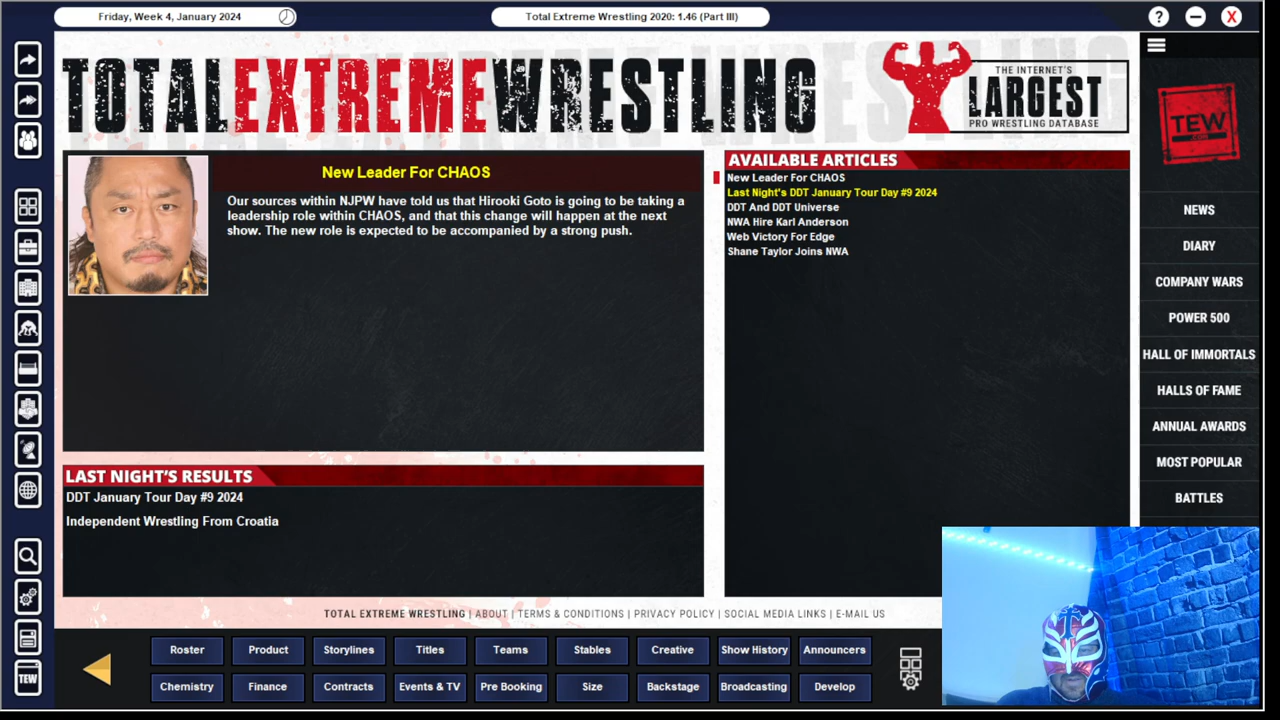 Friday, Week 4, January 2024
Total Extreme Wrestling 2020: 1.46 (Part III)
?
X
TOTALEXTREMEWRESTLING
THE INTERNET'S
LARGEST
PRO WRESTLING DATABASE
TEW
.COM
New Leader For CHAOS
Our sources within NJPW have told us that Hirooki Goto is going to be taking a
leadership role within CHAOS, and that this change will happen at the next
show. The new role is expected to be accompanied by a strong push.
AVAILABLE ARTICLES
New Leader For CHAOS
Last Night's DDT January Tour Day #9 2024
DDT And DDT Universe
NWA Hire Karl Anderson
Web Victory For Edge
Shane Taylor Joins NWA
NEWS
DIARY
COMPANY WARS
POWER 500
HALL OF IMMORTALS
HALLS OF FAME
ANNUAL AWARDS
MOST POPULAR
BATTLES
LAST NIGHT'S RESULTS
DDT January Tour Day #9 2024
Independent Wrestling From Croatia
TOTAL EXTREME WRESTLING | ABOUT | TERMS & CONDITIONS | PRIVACY POLICY | SOCIAL MEDIA LINKS | E-MAIL US
TEW
Roster Product Storylines Titles Teams Stables Creative Show History Announcers
Chemistry Finance Contracts Events & TV Pre Booking Size Backstage Broadcasting Develop